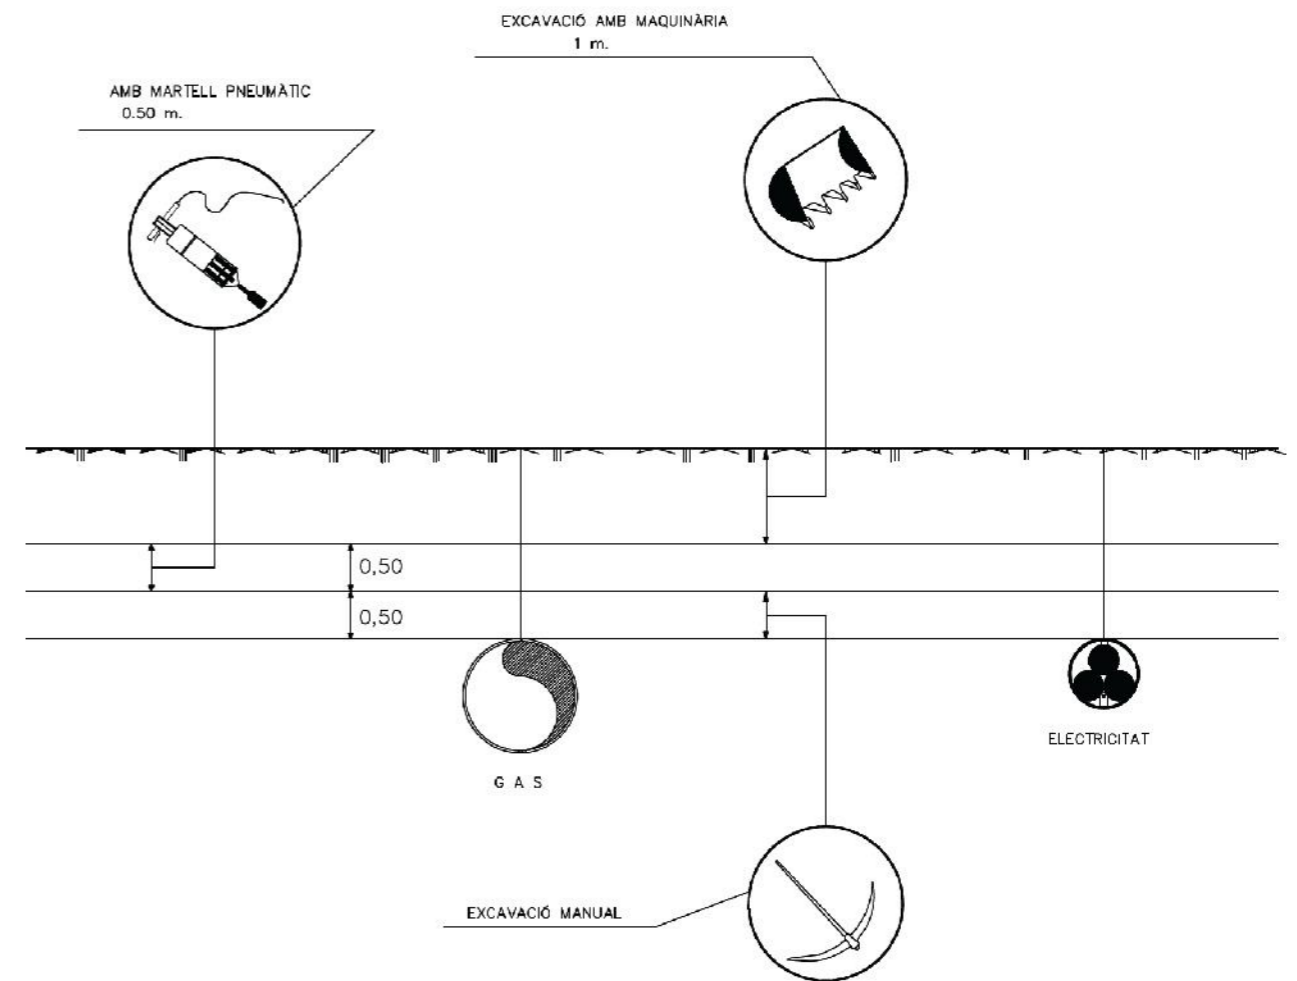 EXCAVACIÓ AMB MAQUINÀRIA
1 m.
AMB MARTELL PNEUMÀTIC
0.50 m.
0,50
0,50
ELECTRICITAT
G A S
EXCAVACIÓ MANUAL